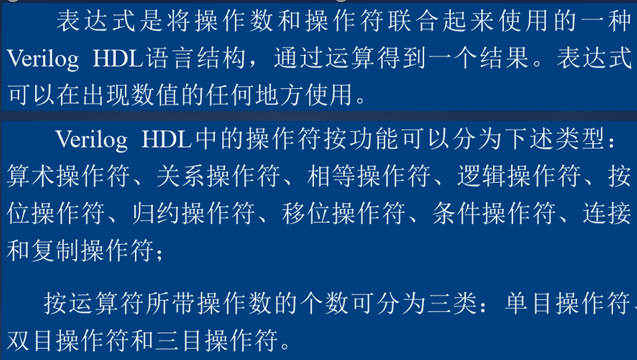 表达式是将操作数和操作符联合起来使用的一种
Verilog HDL语言结构，通过运算得到一个结果。表达式
可以在出现数值的任何地方使用。
Verilog HDL中的操作符按功能可以分为下述类型：
算术操作符、关系操作符、相等操作符、逻辑操作符、按
位操作符、归约操作符、移位操作符、条件操作符、连接
和复制操作符；
按运算符所带操作数的个数可分为三类：单目操作符、
双目操作符和三目操作符。